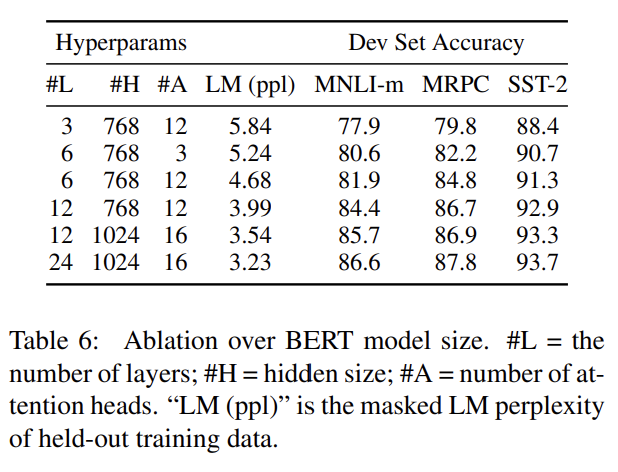 Hyperparams Dev Set Accuracy
#L #H #A LM (ppl) MNLI-m MRPC SST-2
3 768 12 5.84 77.9 79.8 88.4
6 768 3 5.24 80.6 82.2 90.7
6 768 12 4.68 81.9 84.8 91.3
12 768 12 3.99 84.4 86.7 92.9
12 1024 16 3.54 85.7 86.9 93.3
24 1024 16 3.23 86.6 87.8 93.7
Table 6: Ablation over BERT model size. #L = the
number of layers; #H = hidden size; #A = number of at-
tention heads. “LM (ppl)” is the masked LM perplexity
of held-out training data.